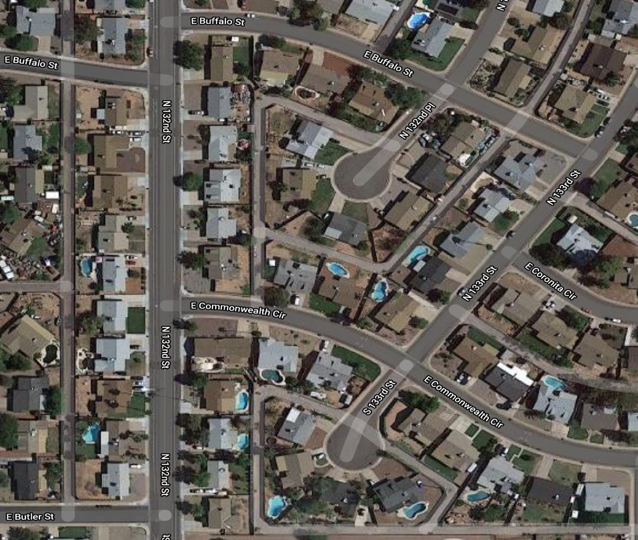 E Buffalo St
N
E Buffalo St
E Buffalo St
N 132nd Pl
N 132nd St
N 133rd St
E Coronita Cir
N 133rd St
E Commonwealth Cir
N 132nd St
S 133rd St
E Commonwealth Cir
N 132nd St
E Butler St
St